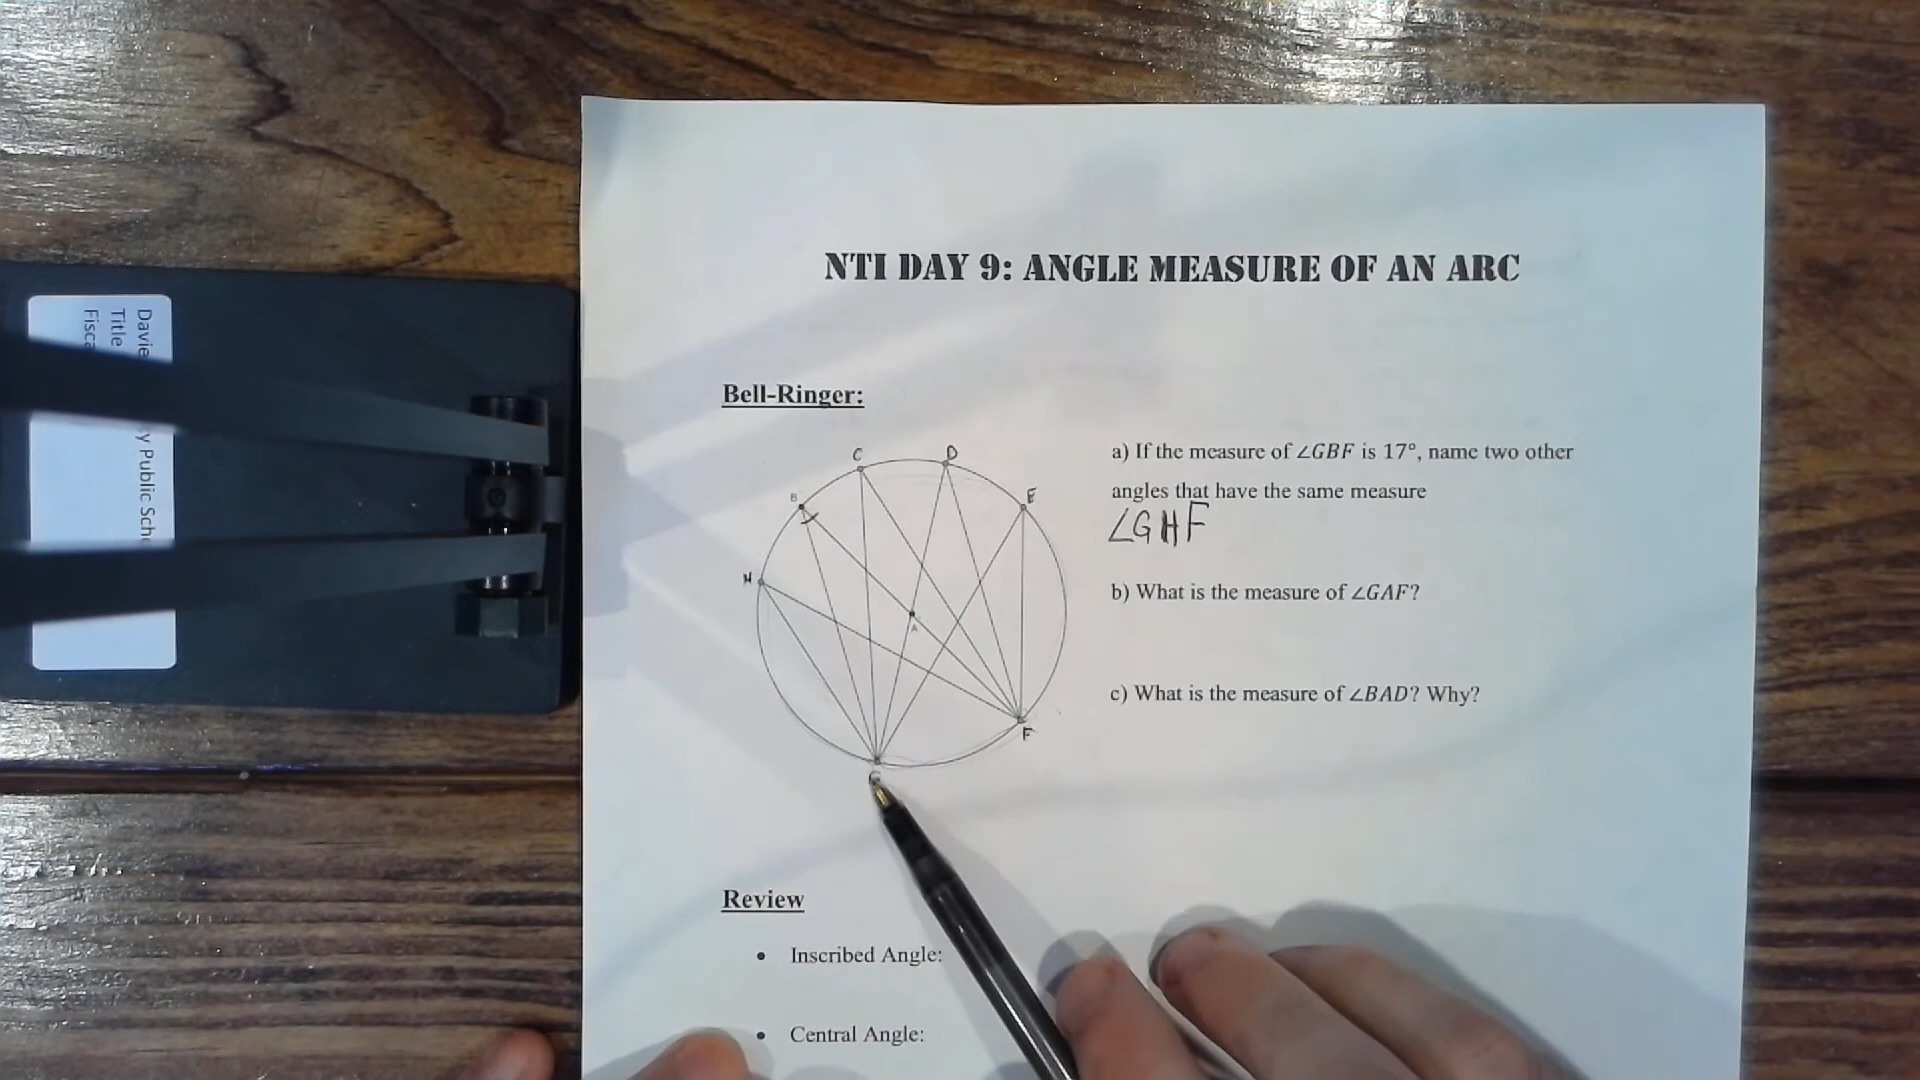 Davie
Title
Fisca
y Public Sch
NTI DAY 9: ANGLE MEASURE OF AN ARC
Bell-Ringer:
a) If the measure of ∠GBF is 17°, name two other
angles that have the same measure
∠GHF
b) What is the measure of ∠GAF?
c) What is the measure of ∠BAD? Why?
C
D
B
E
H
A
F
G
Review
• Inscribed Angle:
• Central Angle: